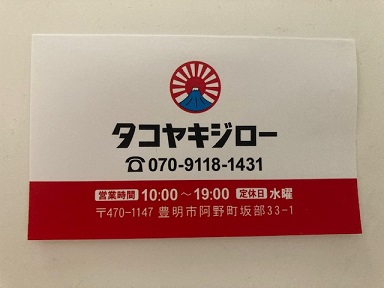 タコヤキジロー
☎070-9118-1431
営業時間 10:00～19:00 定休日 水曜
〒470-1147 豊明市阿野町坂部33-1